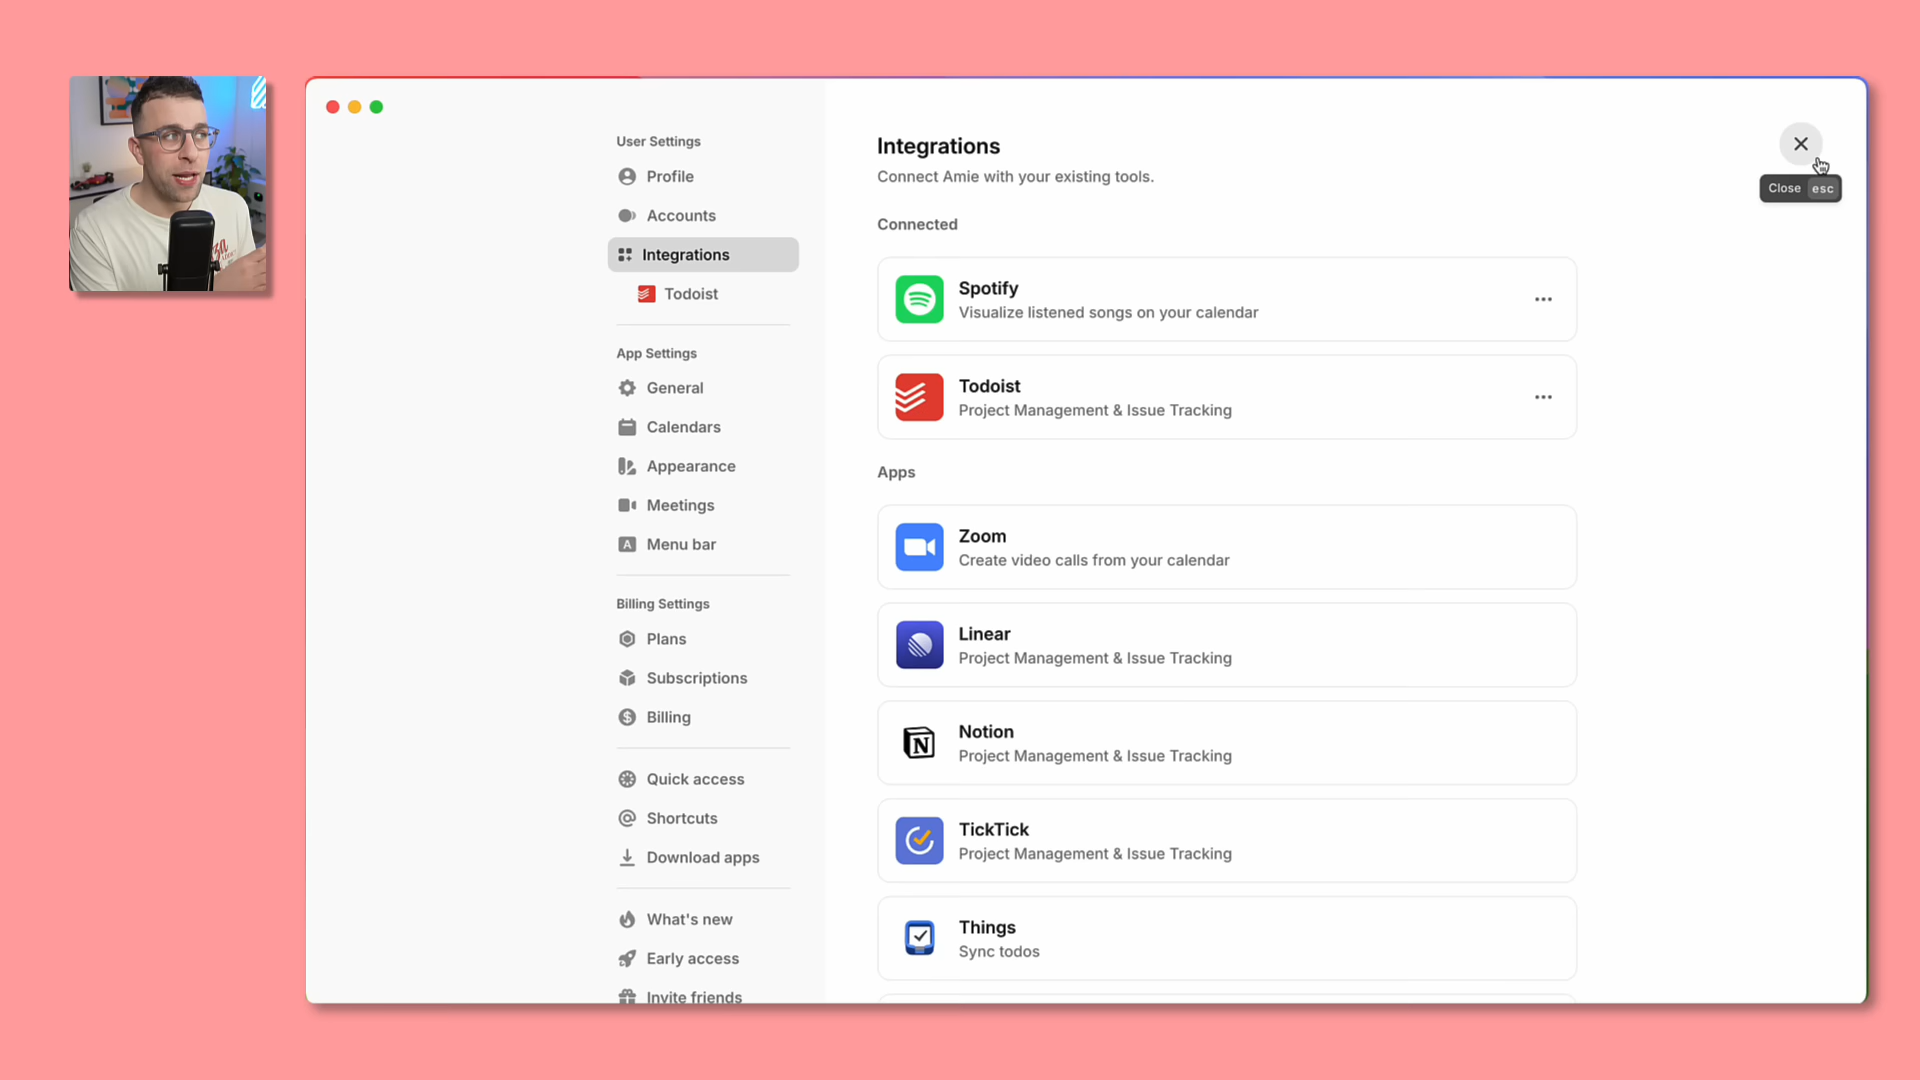 User Settings
Profile
Accounts
Integrations
Todoist
App Settings
General
Calendars
Appearance
Meetings
Menu bar
Billing Settings
Plans
Subscriptions
Billing
Quick access
Shortcuts
Download apps
What's new
Early access
Invite friends
Integrations
Connect Amie with your existing tools.
Close esc
Connected
Spotify
Visualize listened songs on your calendar
Todoist
Project Management & Issue Tracking
Apps
Zoom
Create video calls from your calendar
Linear
Project Management & Issue Tracking
Notion
Project Management & Issue Tracking
TickTick
Project Management & Issue Tracking
Things
Sync todos